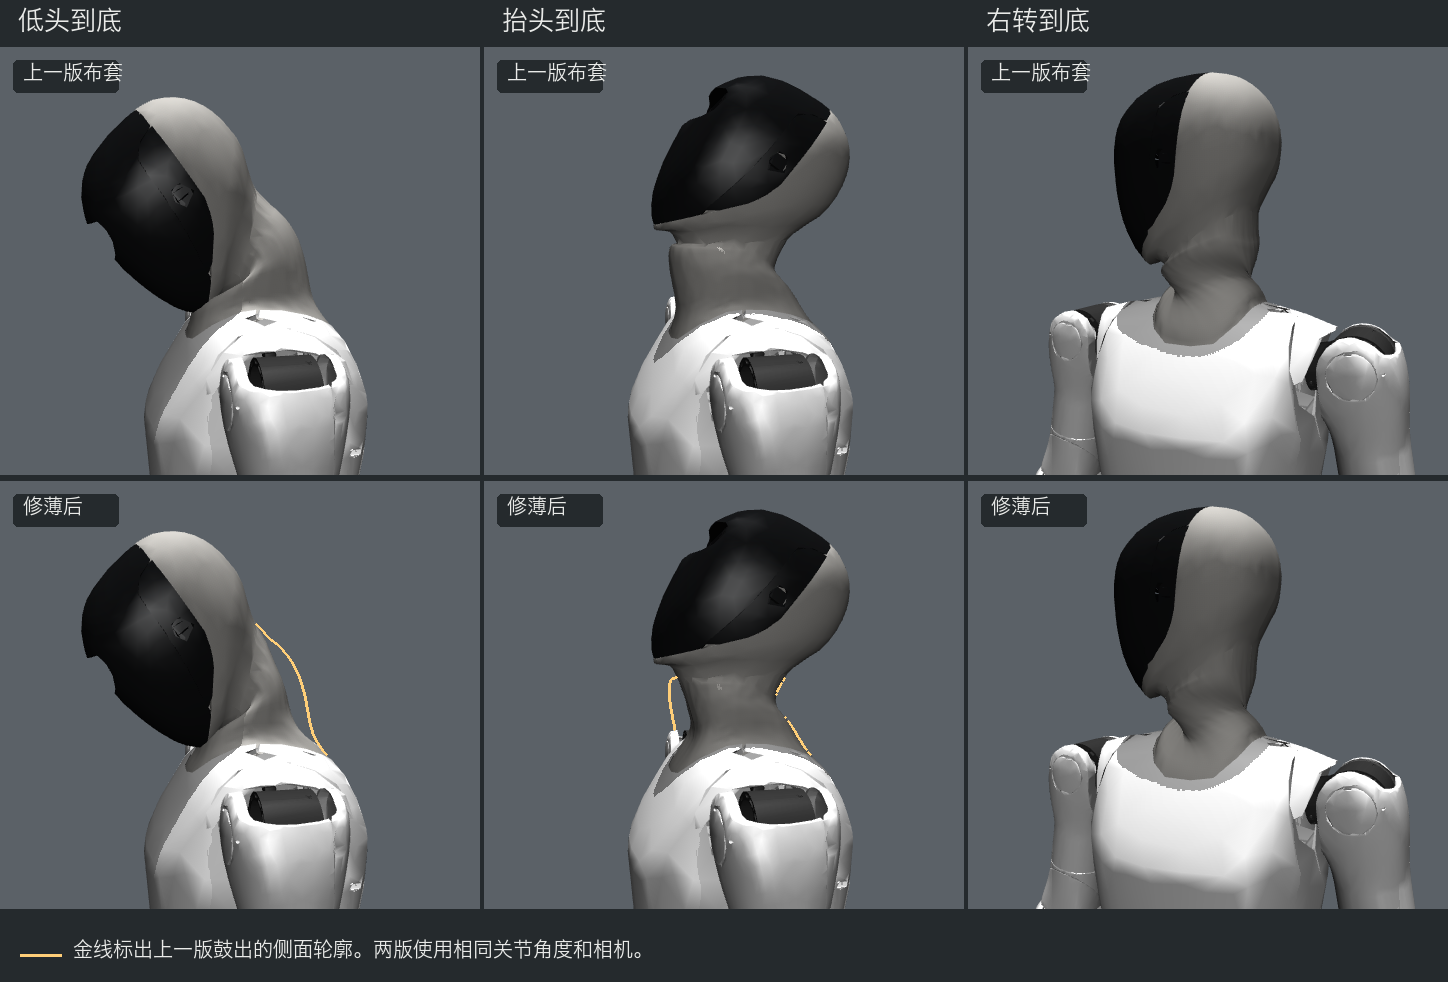 低头到底
抬头到底
右转到底
上一版布套
上一版布套
上一版布套
修薄后
修薄后
修薄后
金线标出上一版鼓出的侧面轮廓。两版使用相同关节角度和相机。